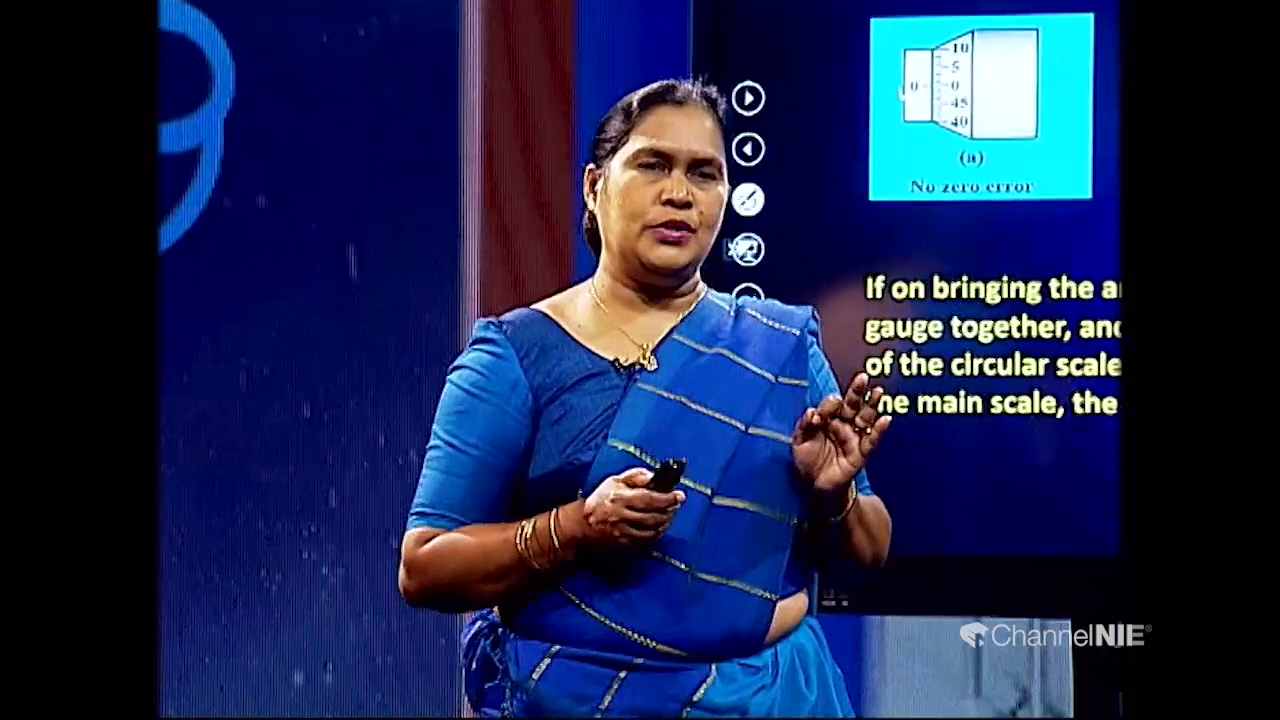 10
5
0 0
45
40
(a)
No zero error
If on bringing the
gauge together, and
of the circular scale
the main scale, the
ChannelNIE